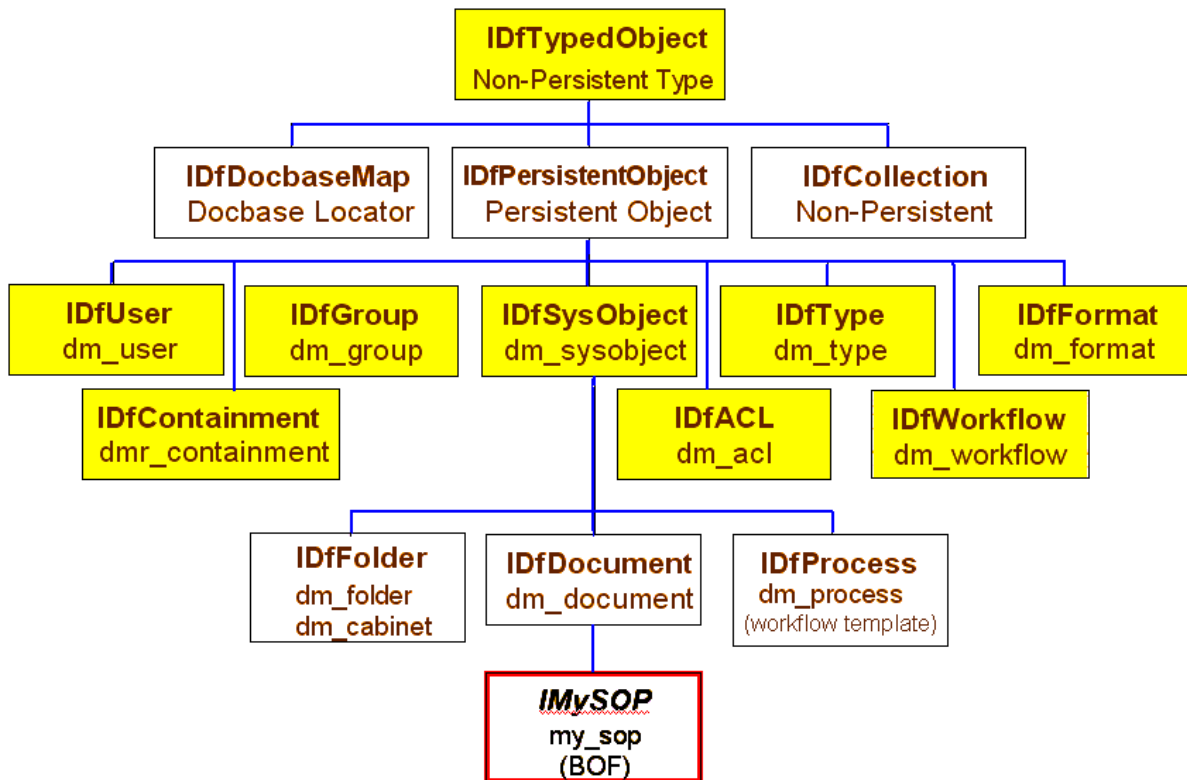 IDfTypedObject
Non-Persistent Type
IDfDocbaseMap
Docbase Locator
IDfPersistentObject
Persistent Object
IDfCollection
Non-Persistent
IDfUser
dm_user
IDfGroup
dm_group
IDfSysObject
dm_sysobject
IDfType
dm_type
IDfFormat
dm_format
IDfContainment
dmr_containment
IDfACL
dm_acl
IDfWorkflow
dm_workflow
IDfFolder
dm_folder
dm_cabinet
IDfDocument
dm_document
IDfProcess
dm_process
(workflow template)
IMySOP
my_sop
(BOF)